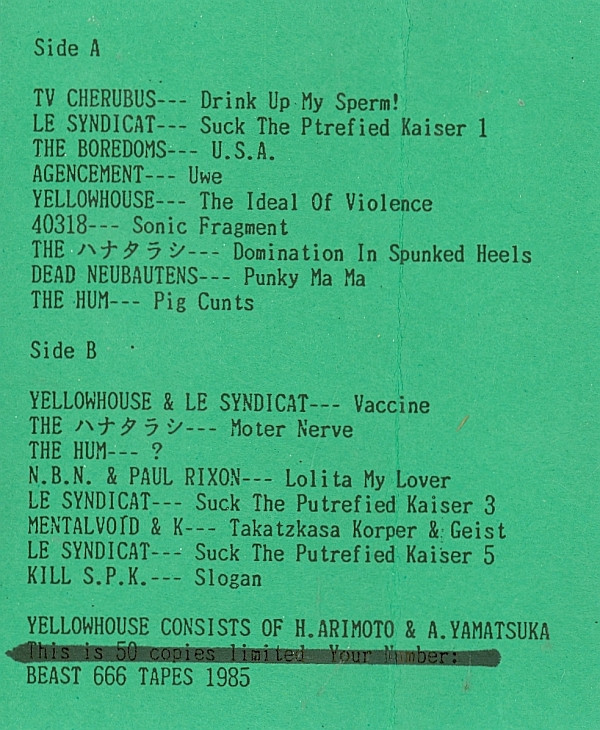 Side A
TV CHERUBUS--- Drink Up My Sperm!
LE SYNDICAT--- Suck The Ptrefied Kaiser 1
THE BOREDOMS--- U.S.A.
AGENCEMENT--- Uwe
YELLOWHOUSE--- The Ideal Of Violence
40318--- Sonic Fragment
THE ハナタラシ--- Domination In Spunked Heels
DEAD NEUBAUTENS--- Punky Ma Ma
THE HUM--- Pig Cunts
Side B
YELLOWHOUSE & LE SYNDICAT--- Vaccine
THE ハナタラシ--- Moter Nerve
THE HUM--- ?
N.B.N. & PAUL RIXON--- Lolita My Lover
LE SYNDICAT--- Suck The Putrefied Kaiser 3
MENTALVOID & K--- Takatzkasa Korper & Geist
LE SYNDICAT--- Suck The Putrefied Kaiser 5
KILL S.P.K.--- Slogan
YELLOWHOUSE CONSISTS OF H.ARIMOTO & A.YAMATSUKA
This is 50 copies limited Your Number:
BEAST 666 TAPES 1985